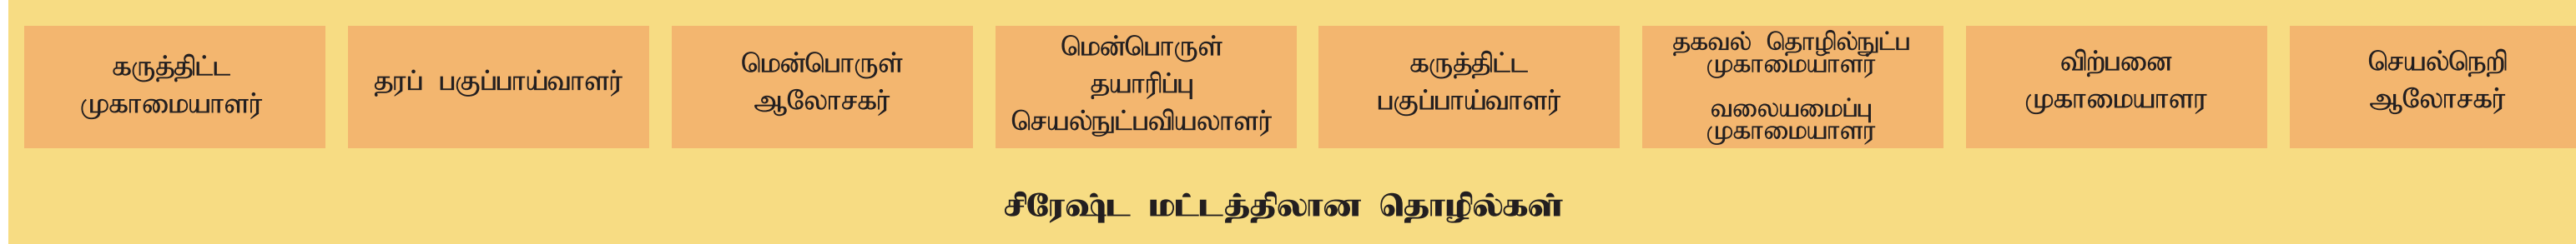 கருத்திட்ட
முகாமையாளர்
தரப் பகுப்பாய்வாளர்
மென்பொருள்
ஆலோசகர்
மென்பொருள்
தயாரிப்பு
செயல்நுட்பவியலாளர்
கருத்திட்ட
பகுப்பாய்வாளர்
தகவல் தொழில்நுட்ப
முகாமையாளர்
வலையமைப்பு
முகாமையாளர
விற்பனை
முகாமையாளர
செயல்நெறி
ஆலோசகர்
சிரேஷ்ட மட்டத்திலான தொழில்கள்